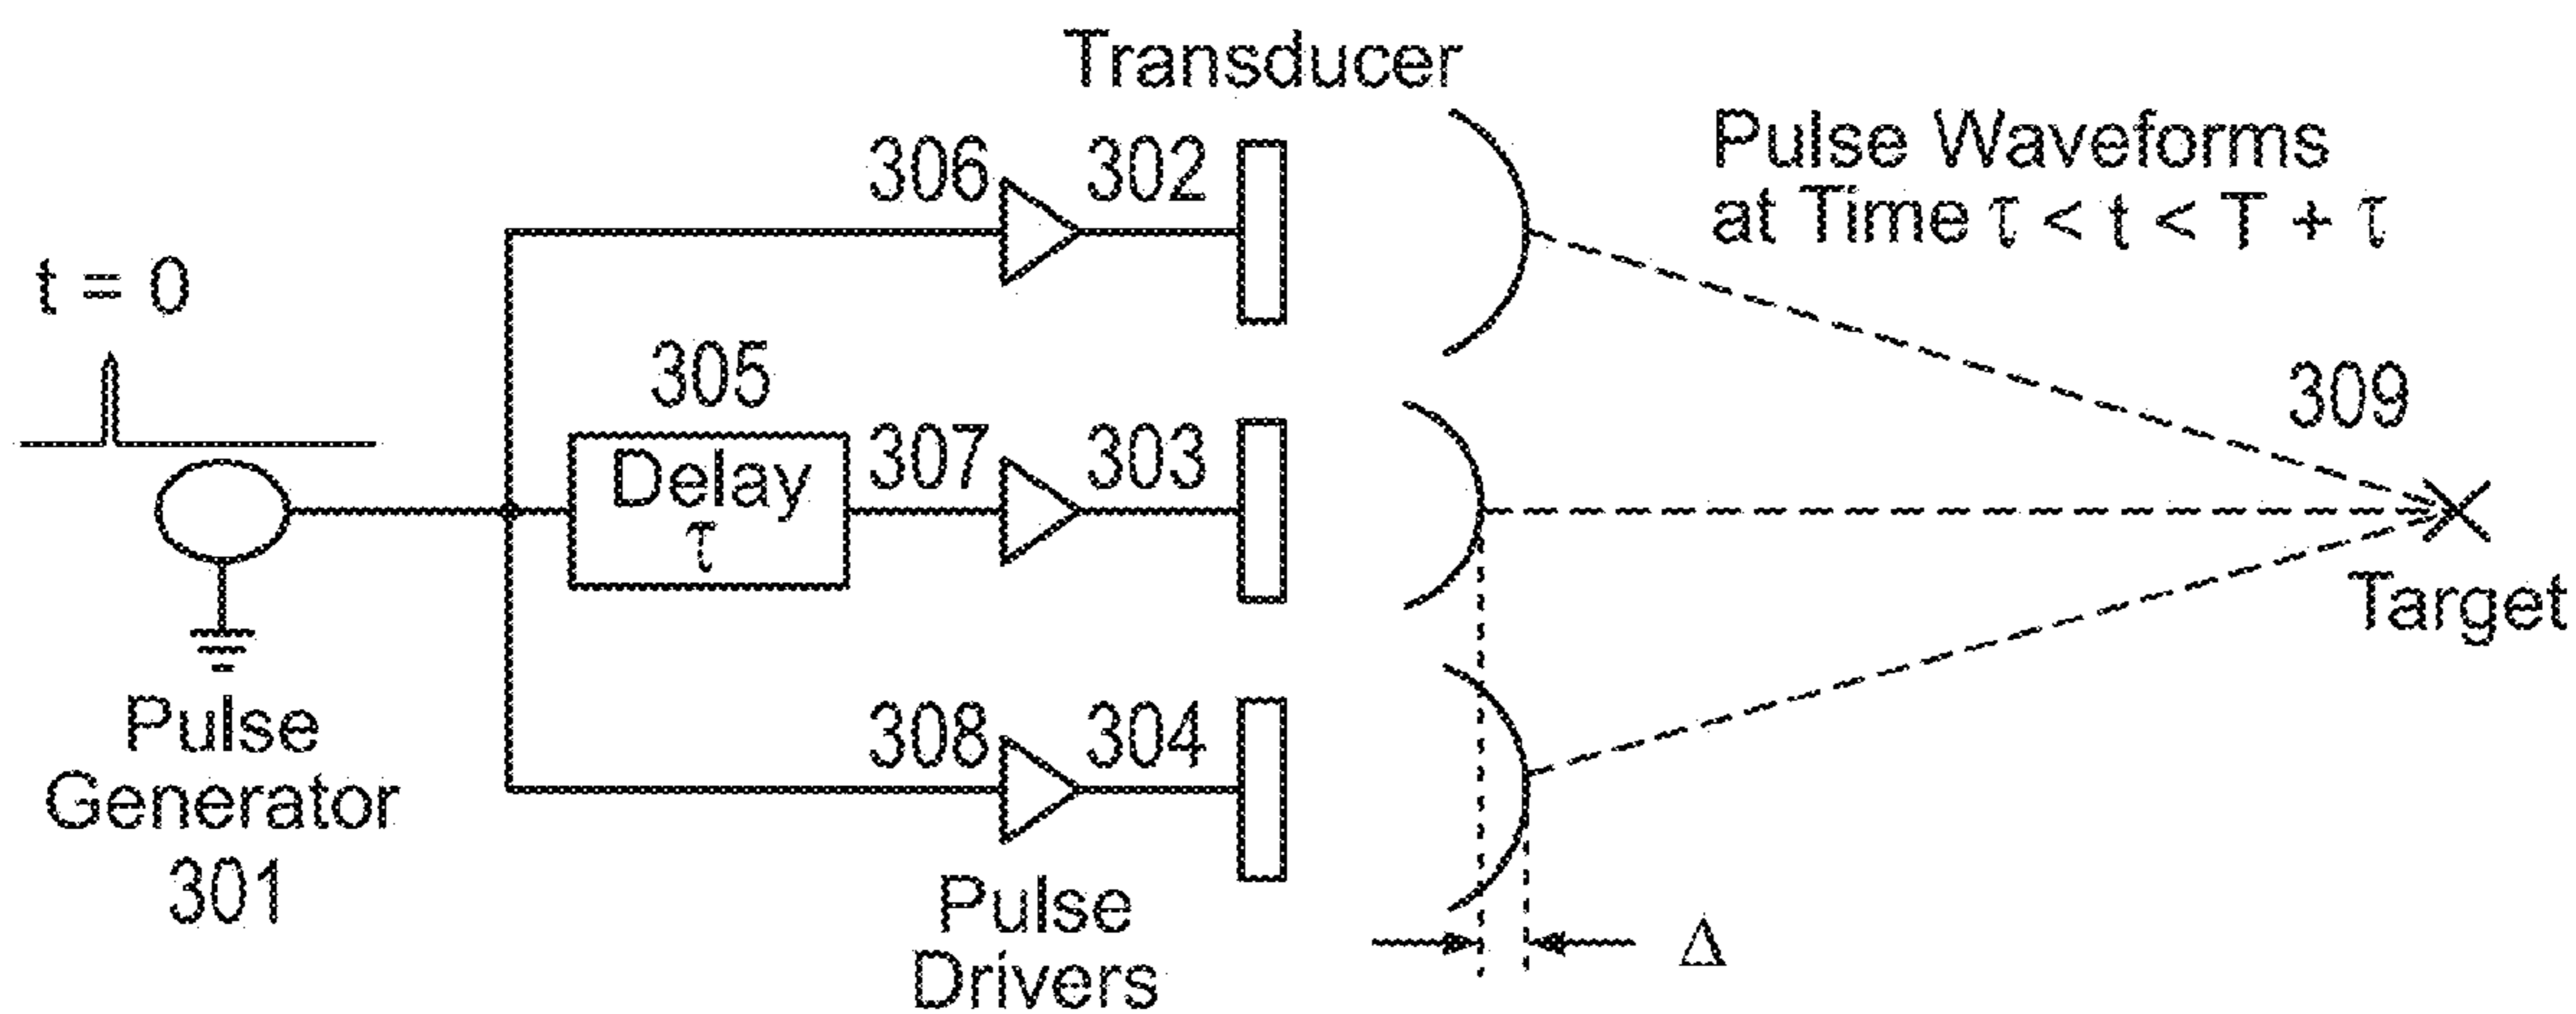 Transducer
Pulse Waveforms
at Time τ < t < T + τ
306
302
t = 0
305
Delay
τ
307
303
309
Target
Pulse
Generator
301
308
304
Pulse
Drivers
Δ